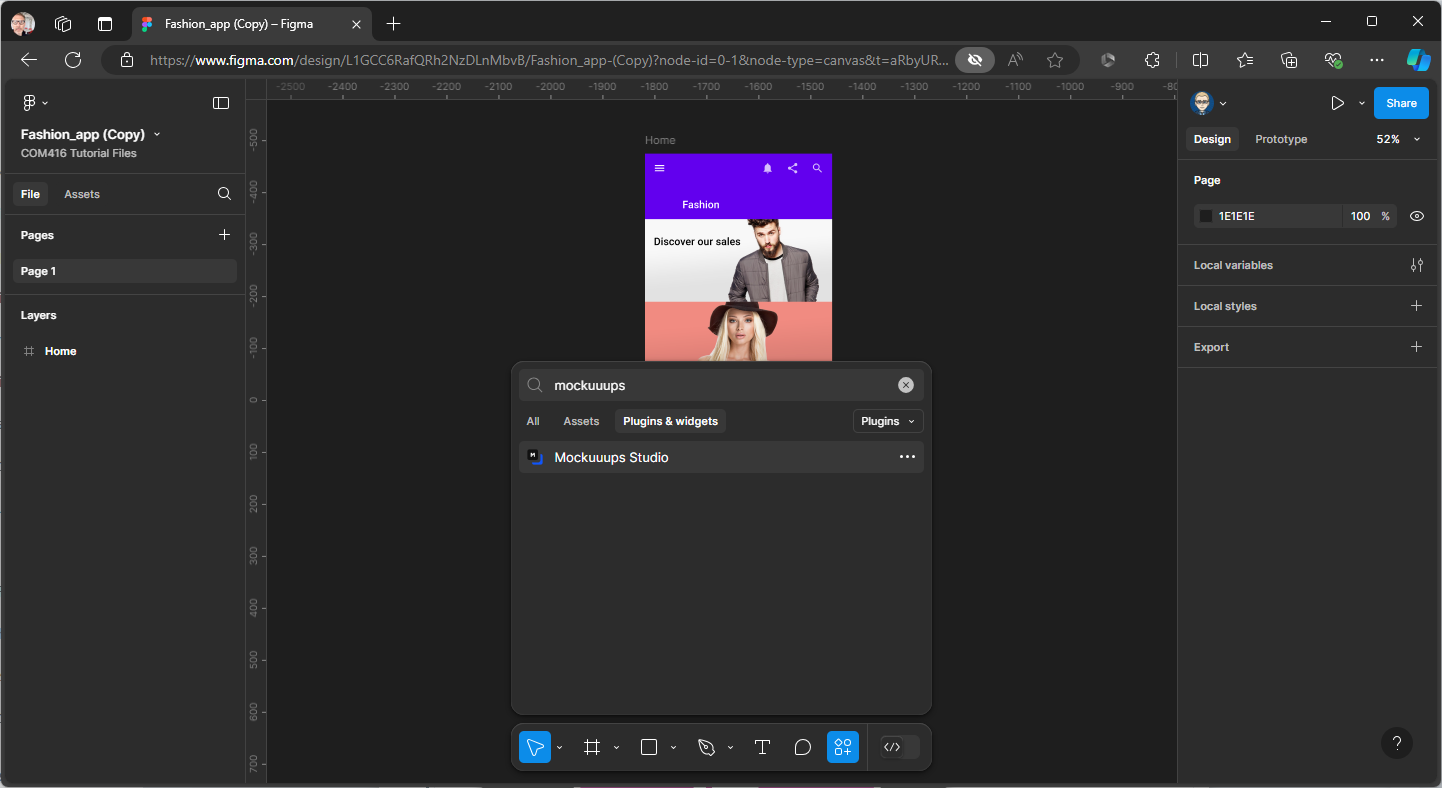 Fashion_app (Copy) – Figma
https://www.figma.com/design/L1GCC6RafQRh2NzDLnMbvB/Fashion_app-(Copy)?node-id=0-1&node-type=canvas&t=aRbyUR...
Fashion_app (Copy)
COM416 Tutorial Files
File
Assets
Pages
Page 1
Layers
Home
-2500 -2400 -2300 -2200 -2100 -2000 -1900 -1800 -1700 -1600 -1500 -1400 -1300 -1200 -1100 -1000 -900 -80
-500
-400
-300
-200
-100
0
100
200
300
400
500
600
700
Home
Fashion
Discover our sales
mockuuups
All
Assets
Plugins & widgets
Plugins
M
Mockuuups Studio
T
</>
Share
Design
Prototype
52%
Page
1E1E1E
100 %
Local variables
Local styles
Export
?